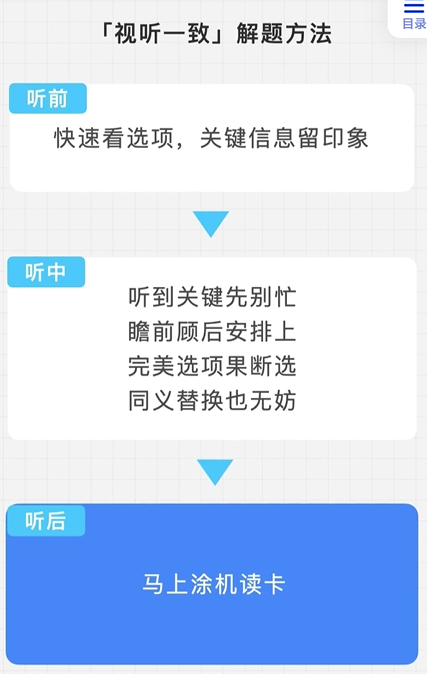 「视听一致」解题方法
目录
听前
快速看选项，关键信息留印象
听中
听到关键先别忙
瞻前顾后安排上
完美选项果断选
同义替换也无妨
听后
马上涂机读卡